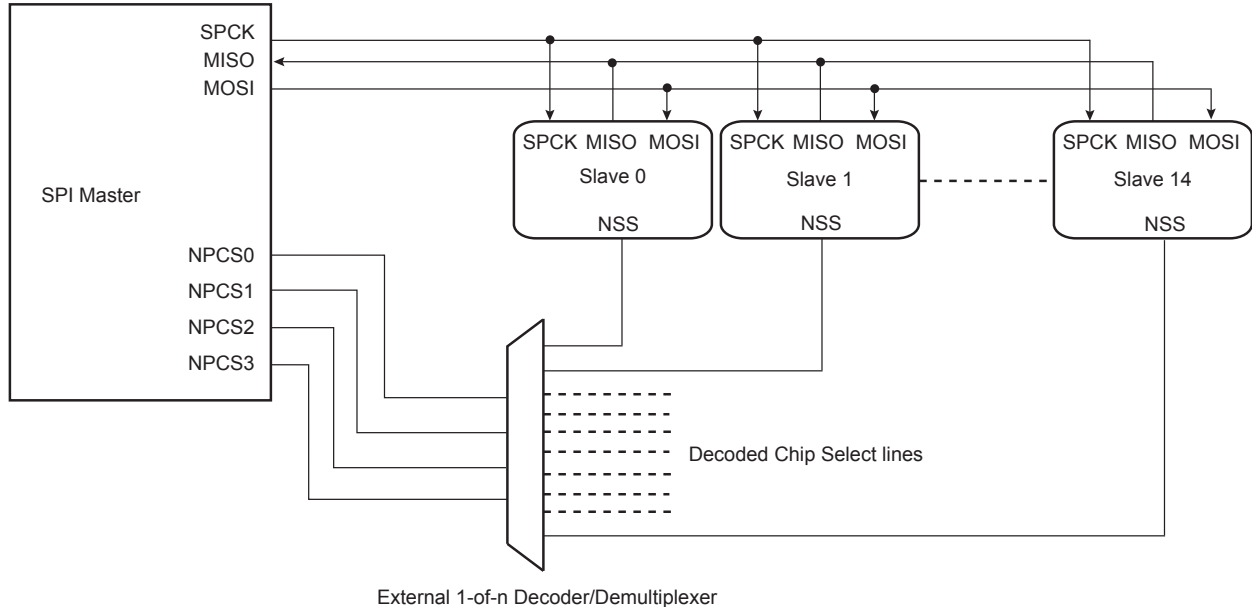 SPCK
MISO
MOSI
SPI Master
NPCS0
NPCS1
NPCS2
NPCS3
SPCK MISO MOSI
Slave 0
NSS
SPCK MISO MOSI
Slave 1
NSS
SPCK MISO MOSI
Slave 14
NSS
Decoded Chip Select lines
External 1-of-n Decoder/Demultiplexer